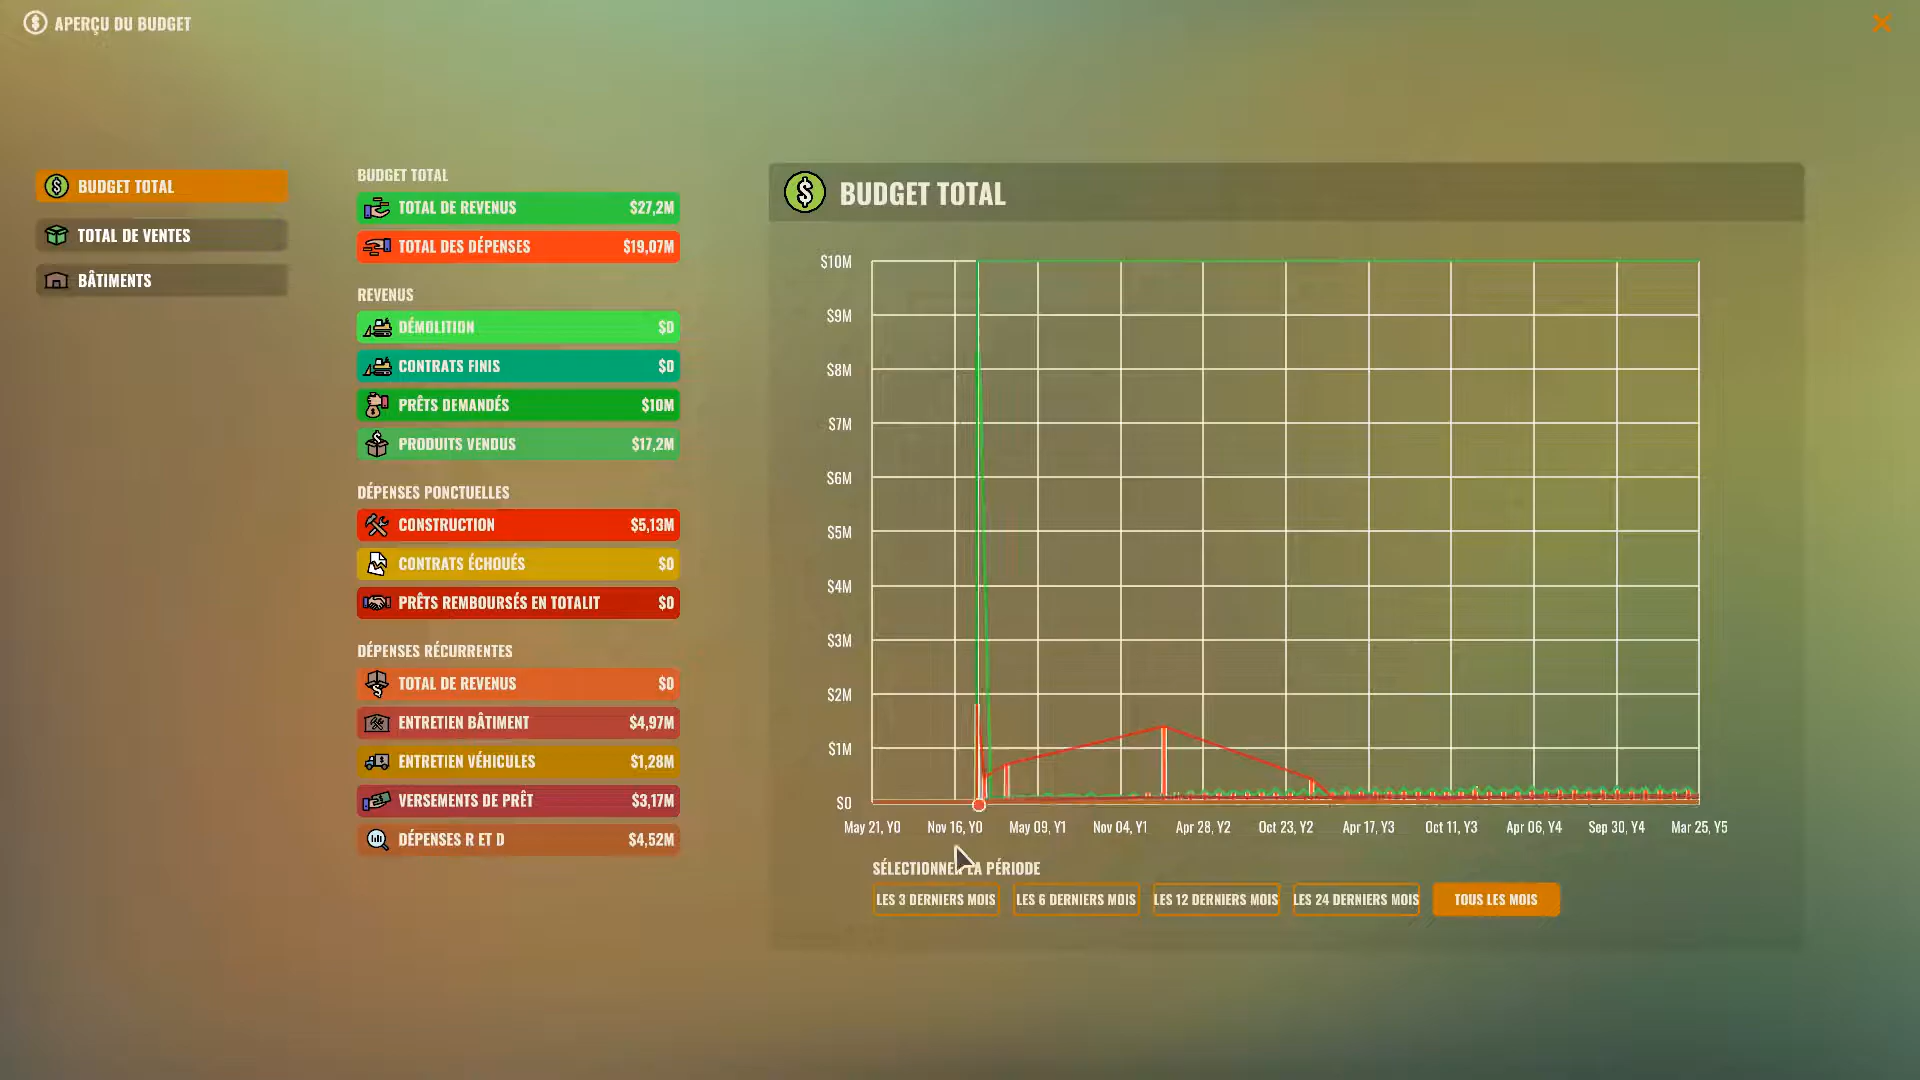 APERÇU DU BUDGET
BUDGET TOTAL
TOTAL DE VENTES
BÂTIMENTS
BUDGET TOTAL
TOTAL DE REVENUS $27,2M
TOTAL DES DÉPENSES $19,07M
REVENUS
DÉMOLITION $0
CONTRATS FINIS $0
PRÊTS DEMANDÉS $10M
PRODUITS VENDUS $17,2M
DÉPENSES PONCTUELLES
CONSTRUCTION $5,13M
CONTRATS ÉCHOUÉS $0
PRÊTS REMBOURSÉS EN TOTALIT $0
DÉPENSES RÉCURRENTES
TOTAL DE REVENUS $0
ENTRETIEN BÂTIMENT $4,97M
ENTRETIEN VÉHICULES $1,28M
VERSEMENTS DE PRÊT $3,17M
DÉPENSES R ET D $4,52M
BUDGET TOTAL
$10M
$9M
$8M
$7M
$6M
$5M
$4M
$3M
$2M
$1M
$0
May 21, Y0 Nov 16, Y0 May 09, Y1 Nov 04, Y1 Apr 28, Y2 Oct 23, Y2 Apr 17, Y3 Oct 11, Y3 Apr 06, Y4 Sep 30, Y4 Mar 25, Y5
SÉLECTIONNER LA PÉRIODE
LES 3 DERNIERS MOIS LES 6 DERNIERS MOIS LES 12 DERNIERS MOIS LES 24 DERNIERS MOIS TOUS LES MOIS